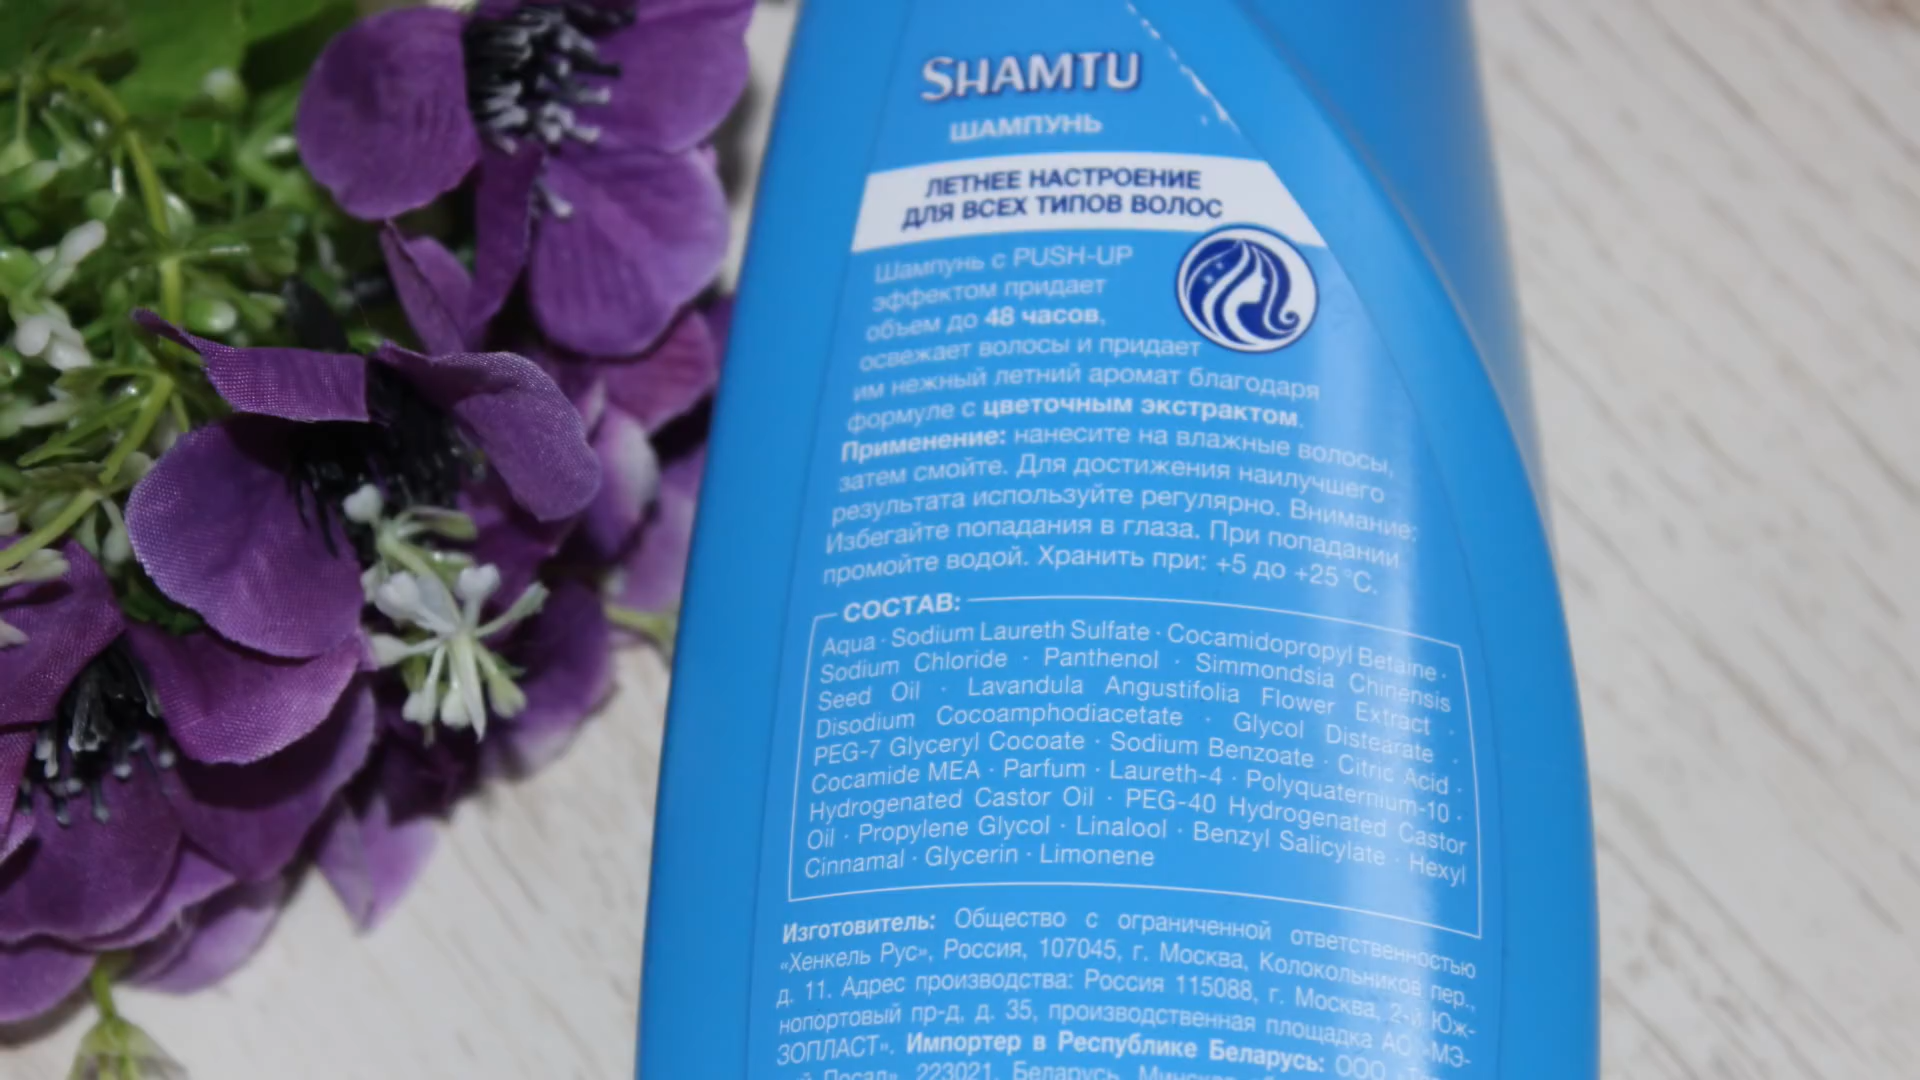 SHAMTU
ШАМПУНЬ
ЛЕТНЕЕ НАСТРОЕНИЕ
ДЛЯ ВСЕХ ТИПОВ ВОЛОС
Шампунь с PUSH-UP
эффектом придает
объем до 48 часов,
освежает волосы и придает
им нежный летний аромат благодаря
формуле с цветочным экстрактом.
Применение: нанесите на влажные волосы,
затем смойте. Для достижения наилучшего
результата используйте регулярно. Внимание:
Избегайте попадания в глаза. При попадании
промойте водой. Хранить при: +5 до +25 °C.
СОСТАВ:
Aqua · Sodium Laureth Sulfate · Cocamidopropyl Betaine ·
Sodium Chloride · Panthenol · Simmondsia Chinensis
Seed Oil · Lavandula Angustifolia Flower Extract ·
Disodium Cocoamphodiacetate · Glycol Distearate ·
PEG-7 Glyceryl Cocoate · Sodium Benzoate · Citric Acid ·
Cocamide MEA · Parfum · Laureth-4 · Polyquaternium-10 ·
Hydrogenated Castor Oil · PEG-40 Hydrogenated Castor
Oil · Propylene Glycol · Linalool · Benzyl Salicylate · Hexyl
Cinnamal · Glycerin · Limonene
Изготовитель: Общество с ограниченной ответственностью
«Хенкель Рус», Россия, 107045, г. Москва, Колокольников пер.,
д. 11. Адрес производства: Россия 115088, г. Москва, 2-й Юж-
нопортовый пр-д, д. 35, производственная площадка АО «МЭ-
ЗОПЛАСТ». Импортер в Республике Беларусь: ООО
Посад», 223021, Беларусь,